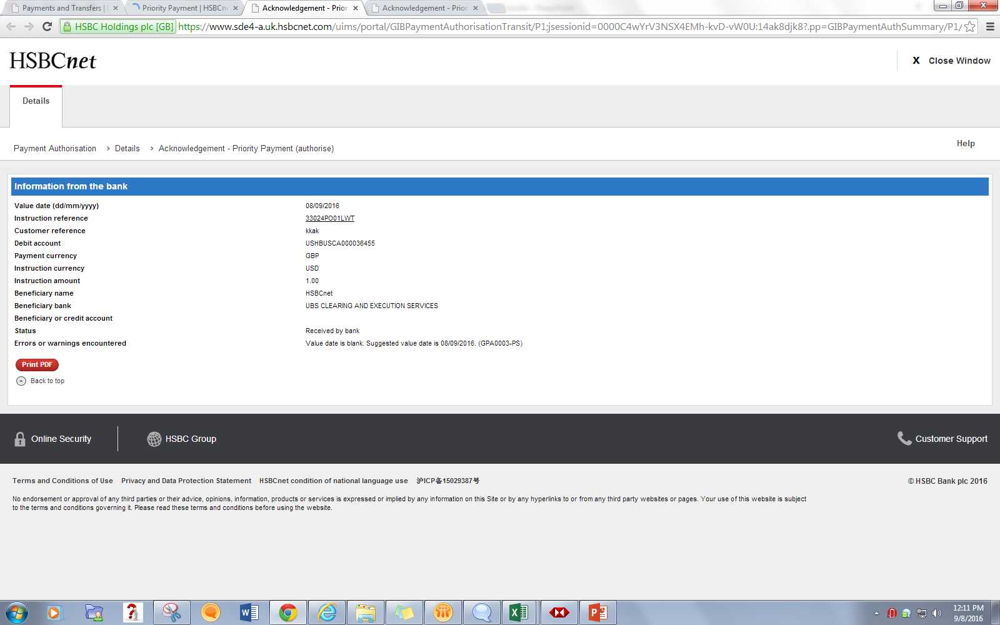 Payments and Transfers |
Priority Payment | HSBCn
Acknowledgement - Prior
Acknowledgement - Prior
HSBC Holdings plc [GB]
https://www.sde4-a.uk.hsbcnet.com/uims/portal/GIBPaymentAuthorisationTransit/P1;jsessionid=0000C4wYrV3NSX4EMh-kvD-vW0U:14ak8djk8?.pp=GIBPaymentAuthSummary/P1/
HSBCnet
X Close Window
Details
Payment Authorisation > Details > Acknowledgement - Priority Payment (authorise)
Help
Information from the bank
Value date (dd/mm/yyyy) 08/09/2016
Instruction reference 33024PO01LWT
Customer reference kkak
Debit account USHBUSCA000036455
Payment currency GBP
Instruction currency USD
Instruction amount 1.00
Beneficiary name HSBCnet
Beneficiary bank UBS CLEARING AND EXECUTION SERVICES
Beneficiary or credit account
Status Received by bank
Errors or warnings encountered Value date is blank. Suggested value date is 08/09/2016. (GPA0003-PS)
Print PDF
Back to top
Online Security
HSBC Group
Customer Support
Terms and Conditions of Use Privacy and Data Protection Statement HSBCnet condition of national language use 沪ICP备15029387号
© HSBC Bank plc 2016
No endorsement or approval of any third parties or their advice, opinions, information, products or services is expressed or implied by any information on this Site or by any hyperlinks to or from any third party websites or pages. Your use of this website is subject
to the terms and conditions governing it. Please read these terms and conditions before using the website.
12:11 PM
9/8/2016